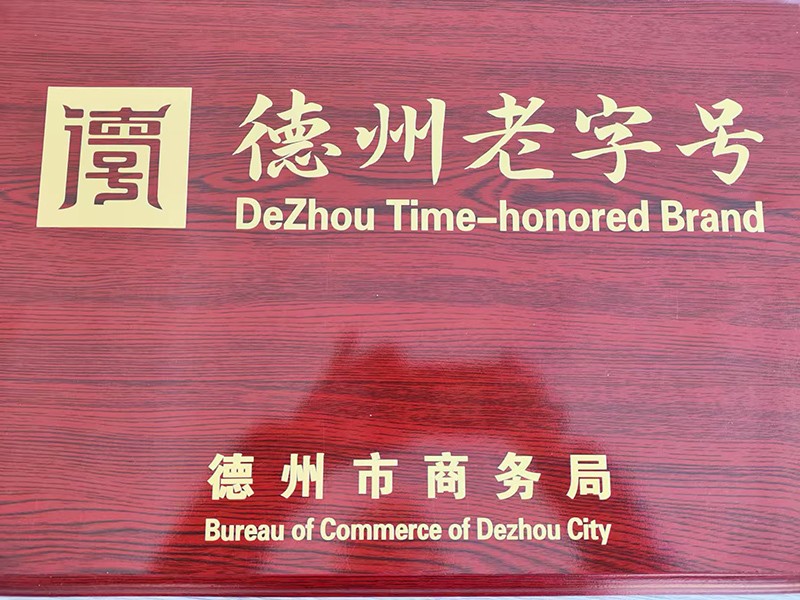 德州老字号
DeZhou Time-honored Brand
德州市商务局
Bureau of Commerce of Dezhou City